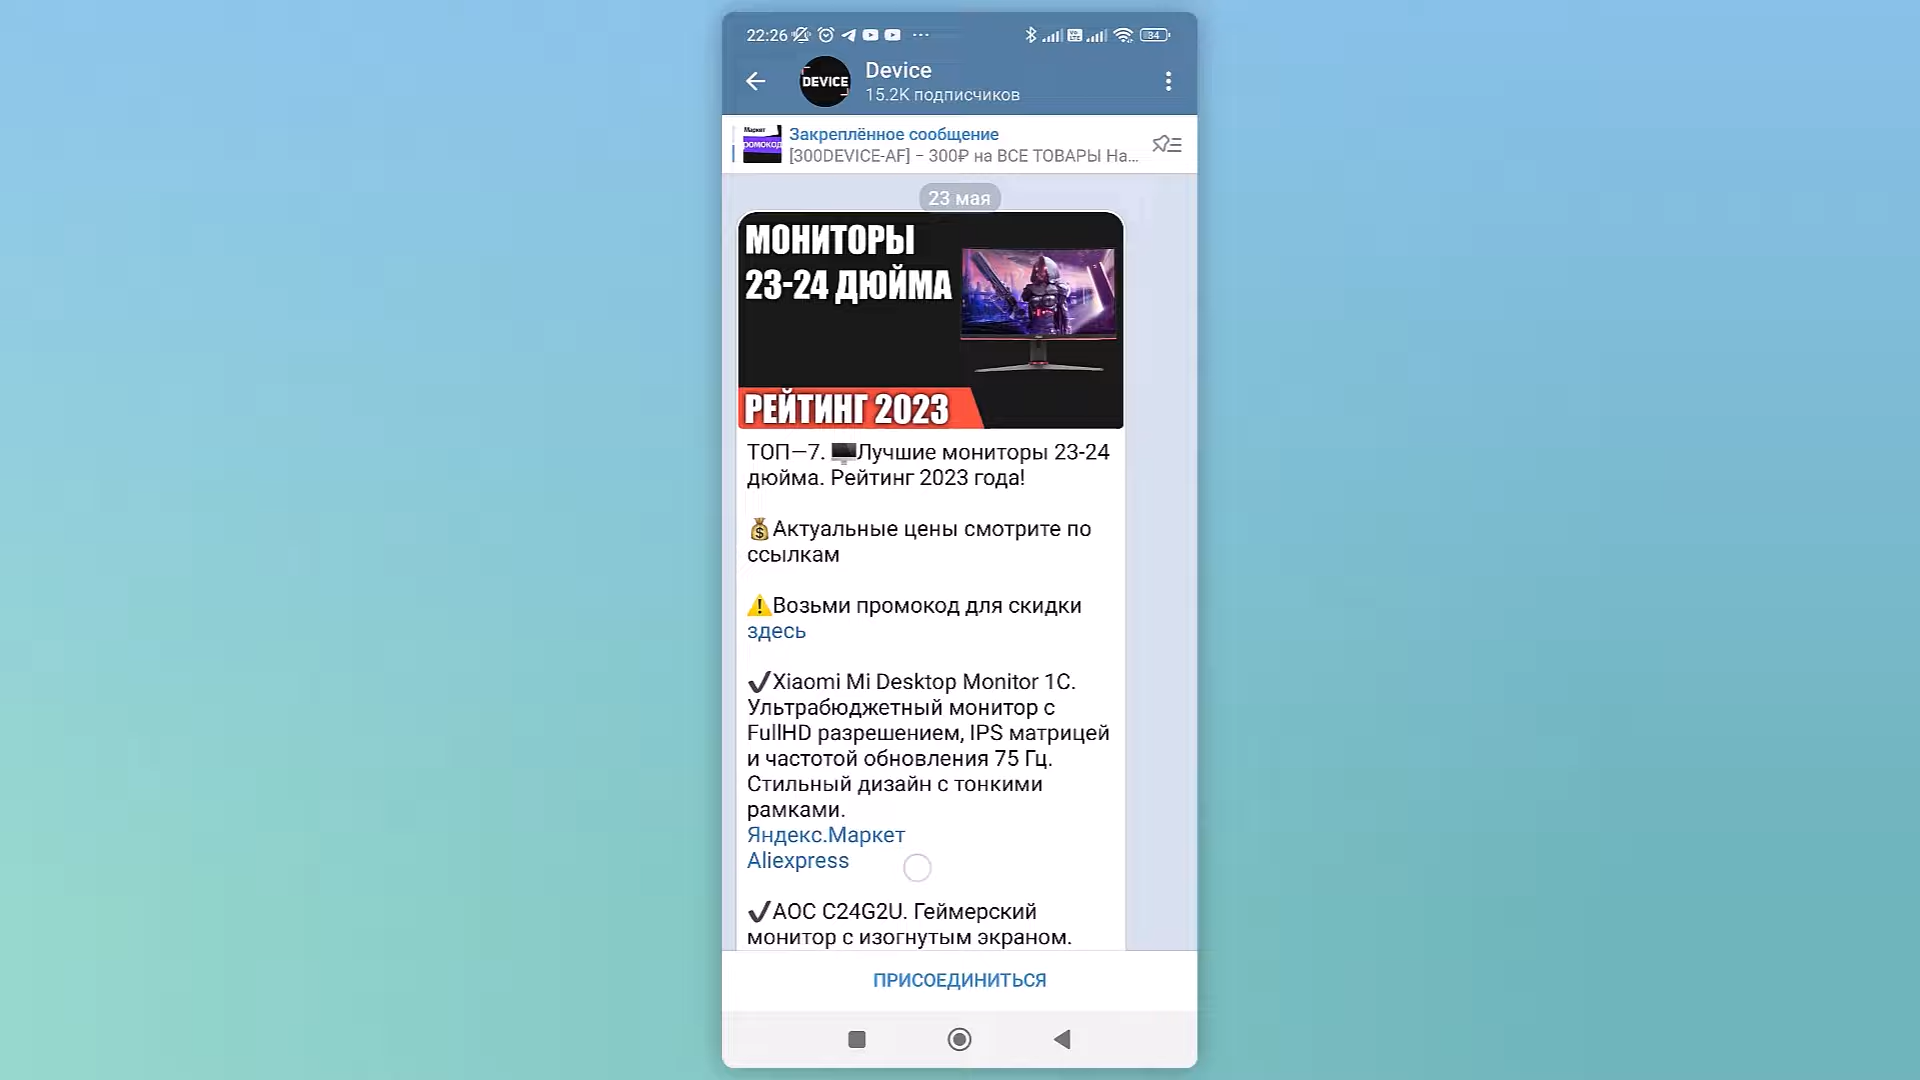 22:26
84
DEVICE
Device
15.2K подписчиков
Маркет
РОМОКОД
Закреплённое сообщение
[300DEVICE-AF] – 300₽ на ВСЕ ТОВАРЫ На...
23 мая
МОНИТОРЫ
23-24 ДЮЙМА
РЕЙТИНГ 2023
ТОП—7. 🖥Лучшие мониторы 23-24
дюйма. Рейтинг 2023 года!
💰Актуальные цены смотрите по
ссылкам
⚠️Возьми промокод для скидки
здесь
✔️Xiaomi Mi Desktop Monitor 1C.
Ультрабюджетный монитор с
FullHD разрешением, IPS матрицей
и частотой обновления 75 Гц.
Стильный дизайн с тонкими
рамками.
Яндекс.Маркет
Aliexpress
✔️AOC C24G2U. Геймерский
монитор с изогнутым экраном.
ПРИСОЕДИНИТЬСЯ